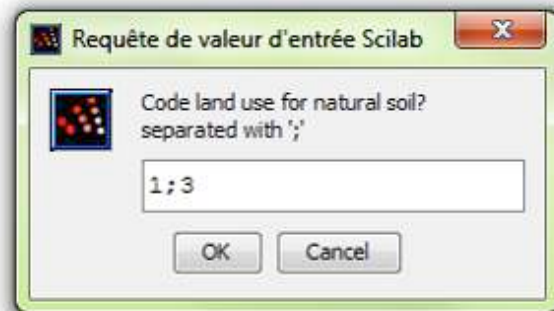 Requête de valeur d'entrée Scilab
Code land use for natural soil?
separated with ';'
1;3
OK
Cancel